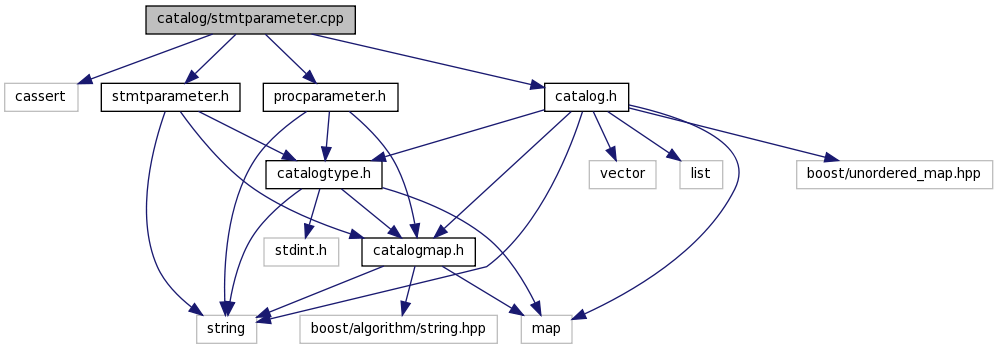 catalog/stmtparameter.cpp
cassert
stmtparameter.h
procparameter.h
catalog.h
catalogtype.h
vector
list
boost/unordered_map.hpp
stdint.h
catalogmap.h
string
boost/algorithm/string.hpp
map